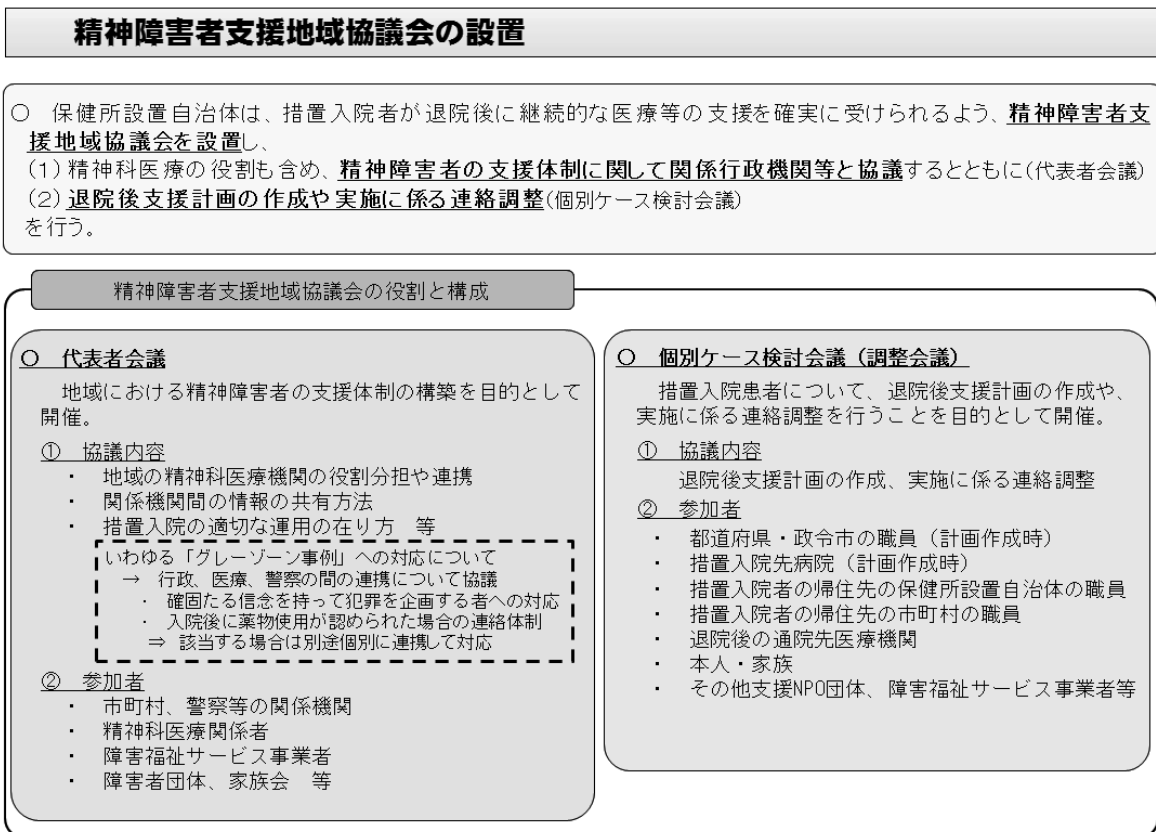 精神障害者支援地域協議会の設置
○ 保健所設置自治体は、措置入院者が退院後に継続的な医療等の支援を確実に受けられるよう、精神障害者支
援地域協議会を設置し、
(1)精神科医療の役割も含め、精神障害者の支援体制に関して関係行政機関等と協議するとともに(代表者会議)
(2)退院後支援計画の作成や実施に係る連絡調整(個別ケース検討会議)
を行う。
精神障害者支援地域協議会の役割と構成
○ 代表者会議
地域における精神障害者の支援体制の構築を目的として
開催。
① 協議内容
・ 地域の精神科医療機関の役割分担や連携
・ 関係機関間の情報の共有方法
・ 措置入院の適切な運用の在り方 等
いわゆる「グレーゾーン事例」への対応について
→ 行政、医療、警察の間の連携について協議
・ 確固たる信念を持って犯罪を企画する者への対応
・ 入院後に薬物使用が認められた場合の連絡体制
⇒ 該当する場合は別途個別に連携して対応
② 参加者
・ 市町村、警察等の関係機関
・ 精神科医療関係者
・ 障害福祉サービス事業者
・ 障害者団体、家族会 等
○ 個別ケース検討会議（調整会議）
措置入院患者について、退院後支援計画の作成や、
実施に係る連絡調整を行うことを目的として開催。
① 協議内容
退院後支援計画の作成、実施に係る連絡調整
② 参加者
・ 都道府県・政令市の職員（計画作成時）
・ 措置入院先病院（計画作成時）
・ 措置入院者の帰住先の保健所設置自治体の職員
・ 措置入院者の帰住先の市町村の職員
・ 退院後の通院先医療機関
・ 本人・家族
・ その他支援NPO団体、障害福祉サービス事業者等